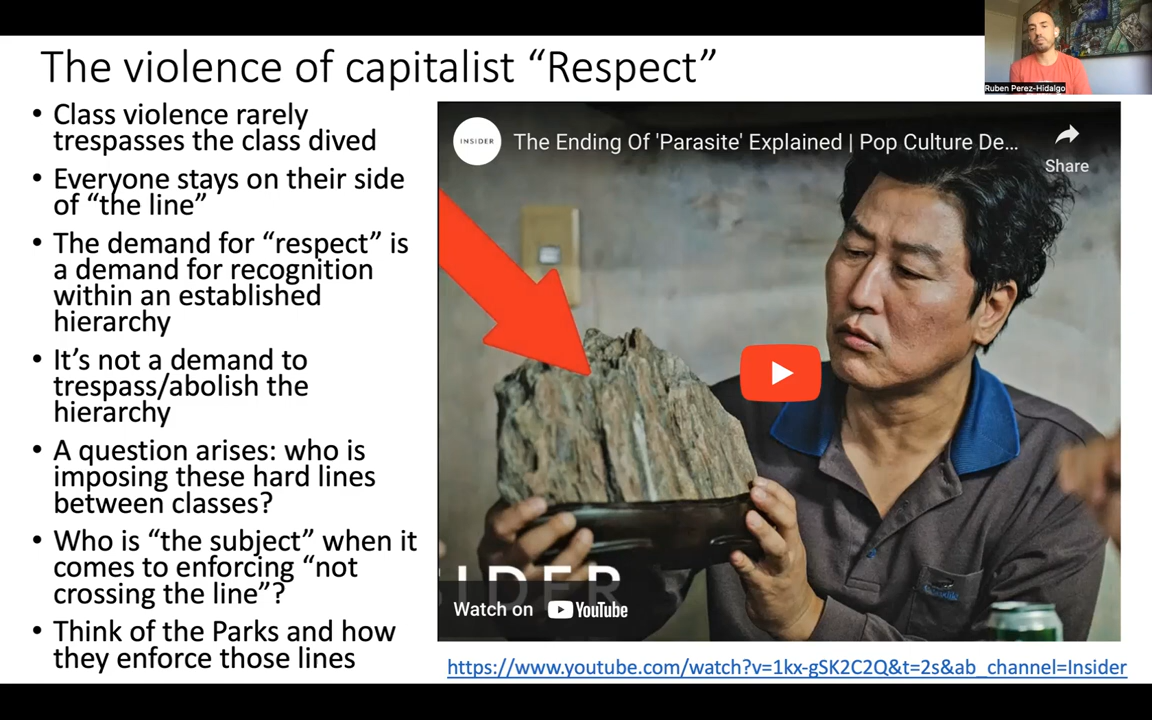 The violence of capitalist “Respect”
Ruben Perez-Hidalgo
• Class violence rarely
trespasses the class dived
• Everyone stays on their side
of “the line”
• The demand for “respect” is
a demand for recognition
within an established
hierarchy
• It’s not a demand to
trespass/abolish the
hierarchy
• A question arises: who is
imposing these hard lines
between classes?
• Who is “the subject” when it
comes to enforcing “not
crossing the line”?
• Think of the Parks and how
they enforce those lines
INSIDER
The Ending Of 'Parasite' Explained | Pop Culture De...
Share
INSIDER
Watch on YouTube
https://www.youtube.com/watch?v=1kx-gSK2C2Q&t=2s&ab_channel=Insider